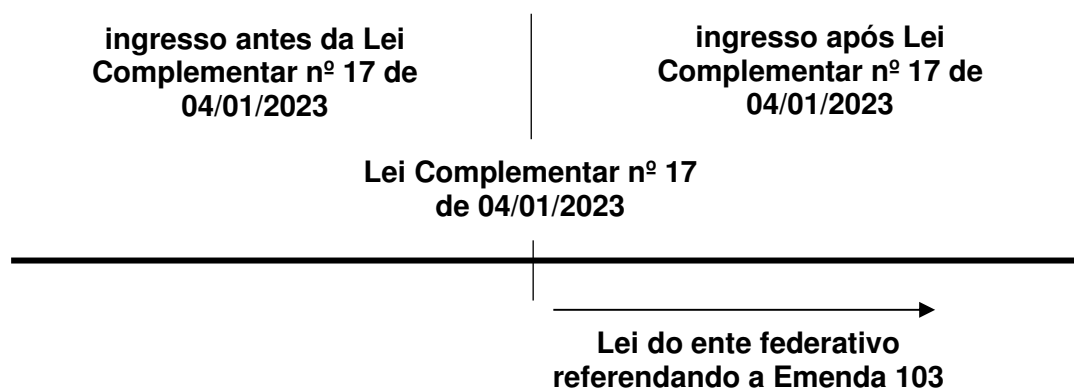 ingresso antes da Lei
Complementar nº 17 de
04/01/2023
ingresso após Lei
Complementar nº 17 de
04/01/2023
Lei Complementar nº 17
de 04/01/2023
Lei do ente federativo
referendando a Emenda 103